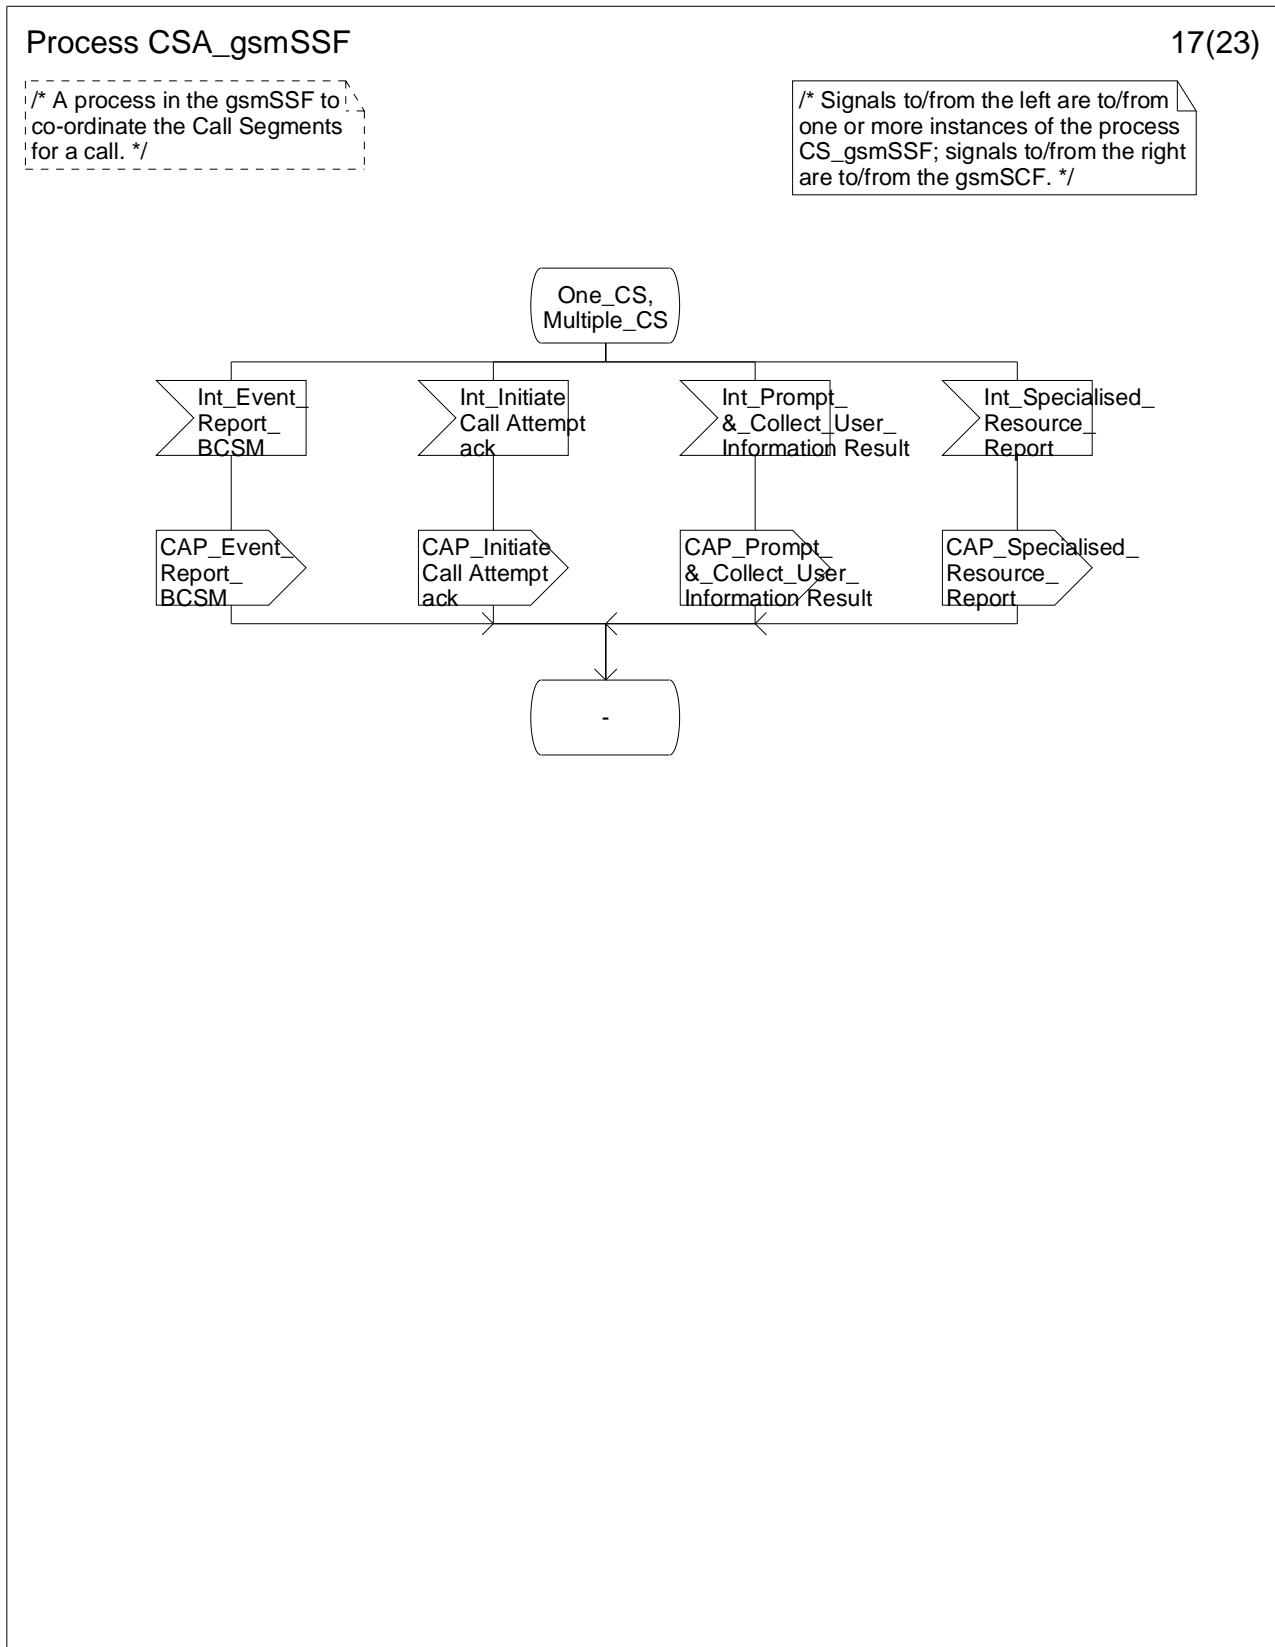 Process CSA_gsmSSF
17(23)
/* A process in the gsmSSF to
co-ordinate the Call Segments
for a call. */
/* Signals to/from the left are to/from
one or more instances of the process
CS_gsmSSF; signals to/from the right
are to/from the gsmSCF. */
One_CS,
Multiple_CS
Int_Event_
Report_
BCSM
Int_Initiate
Call Attempt
ack
Int_Prompt_
&_Collect_User_
Information Result
Int_Specialised_
Resource_
Report
CAP_Event_
Report_
BCSM
CAP_Initiate
Call Attempt
ack
CAP_Prompt_
&_Collect_User_
Information Result
CAP_Specialised_
Resource_
Report
-